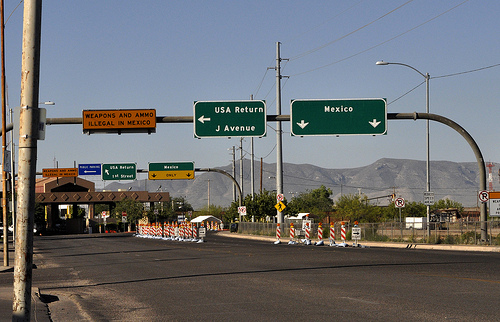 WEAPONS AND AMMO
ILLEGAL IN MEXICO
USA Return
J Avenue
Mexico
USA Return
1st Street
Mexico
ONLY